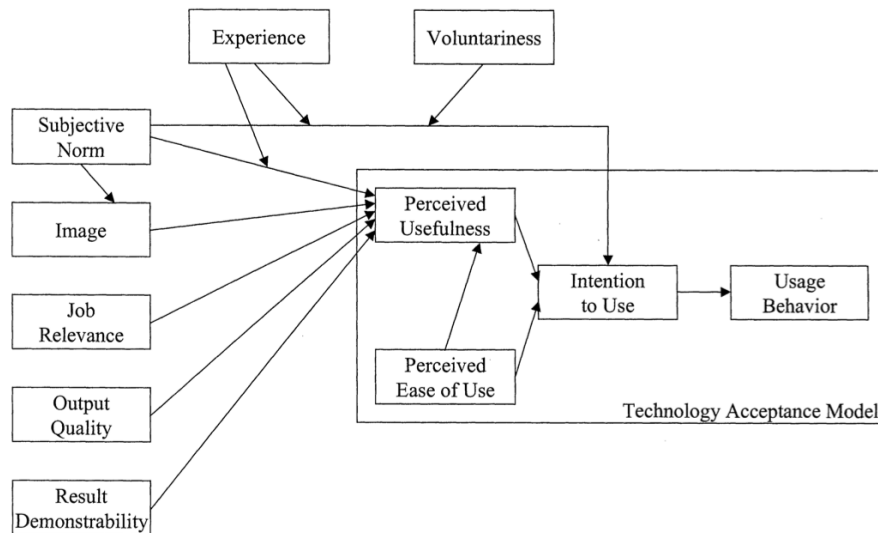 Experience
Voluntariness
Subjective
Norm
Image
Job
Relevance
Output
Quality
Result
Demonstrability
Perceived
Usefulness
Perceived
Ease of Use
Intention
to Use
Usage
Behavior
Technology Acceptance Model